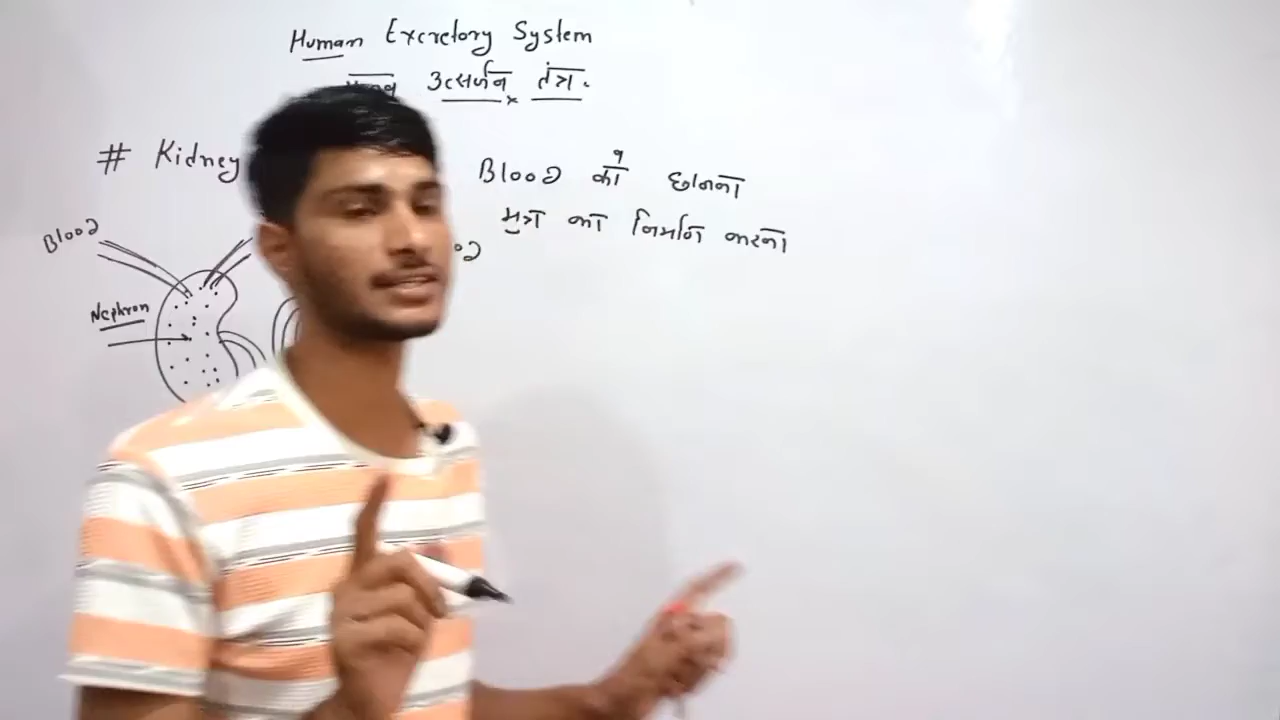 Human Excretory System
उत्सर्जन तंत्र
# Kidney
Blood को छानना
मुत्र का निर्माण करना
Blood
Nephron